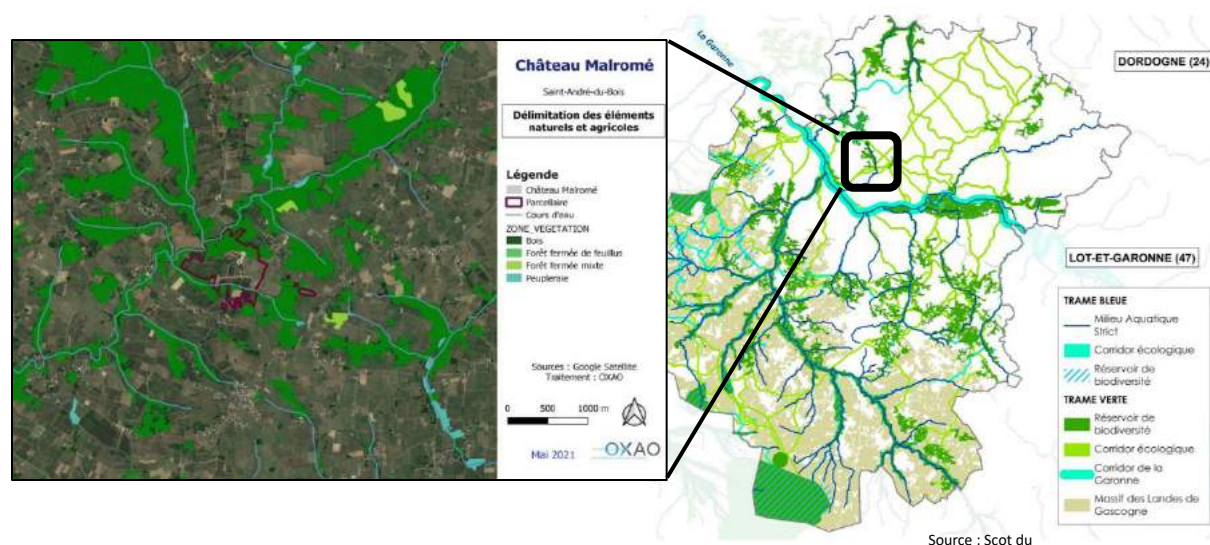 Château Malromé
Saint-André-du-Bois
Délimitation des éléments
naturels et agricoles
Légende
Château Malromé
Parcellaire
Cours d'eau
ZONE_VEGETATION
Bois
Forêt fermée de feuillus
Forêt fermée mixte
Peupleraie
Sources : Google Satellite
Traitement : OXAO
0 500 1000 m
Mai 2021
OXAO
La Garonne
DORDOGNE (24)
LOT-ET-GARONNE (47)
TRAME BLEUE
Milieu Aquatique
Strict
Corridor écologique
Réservoir de
biodiversité
TRAME VERTE
Réservoir de
biodiversité
Corridor écologique
Corridor de la
Garonne
Massif des Landes de
Gascogne
Source : Scot du